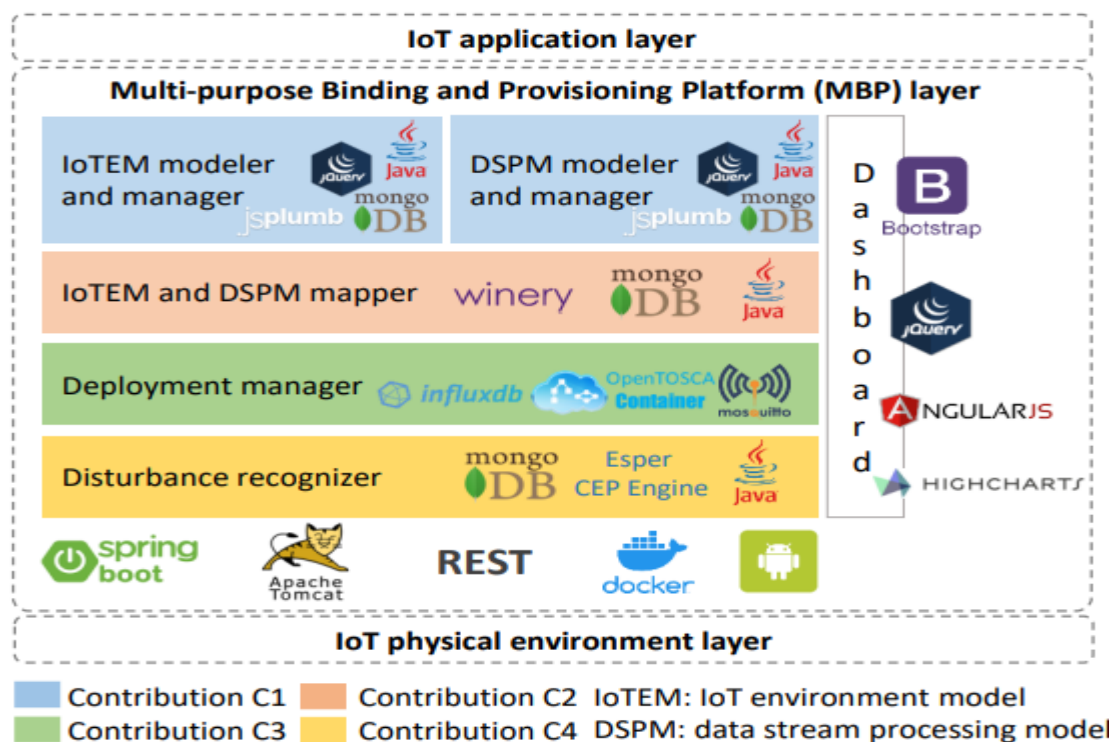 IoT application layer
Multi-purpose Binding and Provisioning Platform (MBP) layer
IoTEM modeler
and manager
jQuery
Java
jsplumb
mongo
DB
DSPM modeler
and manager
jQuery
Java
jsplumb
mongo
DB
Dashboard
B
Bootstrap
IoTEM and DSPM mapper
winery
mongo
DB
Java
jQuery
Deployment manager
influxdb
OpenTOSCA
Container
mosquitto
ANGULARJS
Disturbance recognizer
mongo
DB
Esper
CEP Engine
Java
HIGHCHARTS
spring
boot
Apache
Tomcat
REST
docker
IoT physical environment layer
Contribution C1
Contribution C2
IoTEM: IoT environment model
Contribution C3
Contribution C4
DSPM: data stream processing model